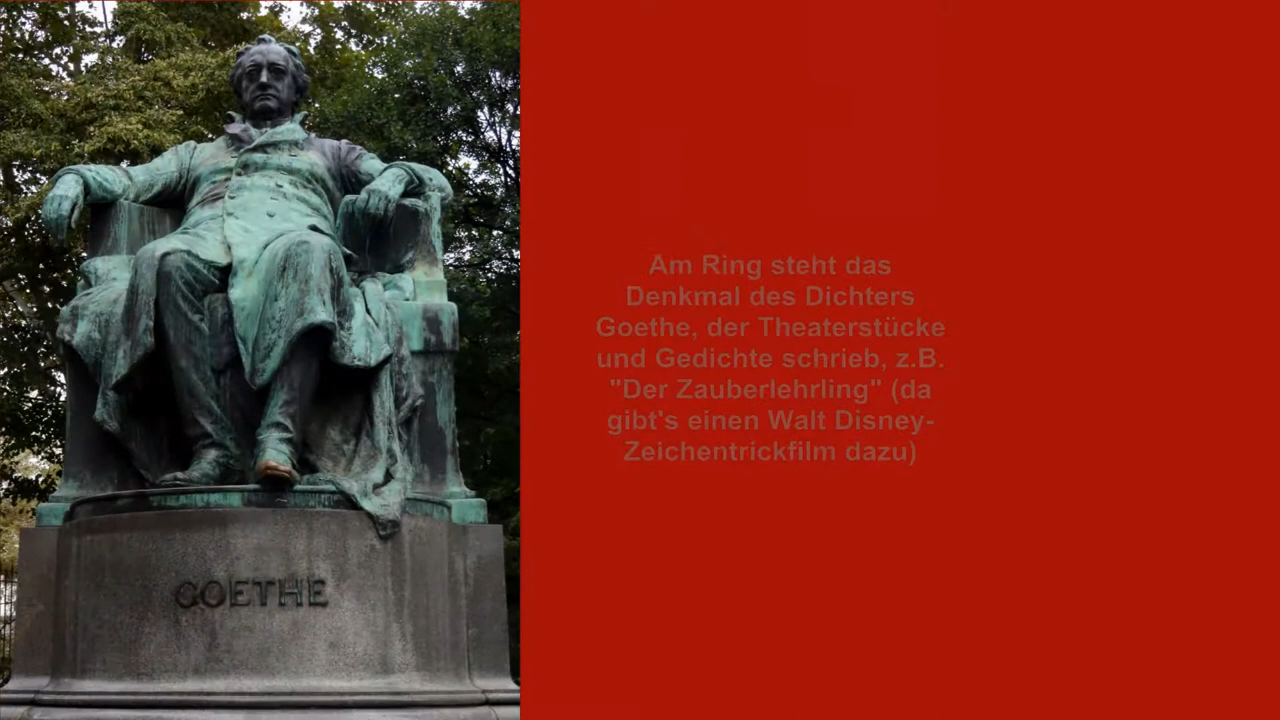 GOETHE
Am Ring steht das
Denkmal des Dichters
Goethe, der Theaterstücke
und Gedichte schrieb, z.B.
"Der Zauberlehrling" (da
gibt's einen Walt Disney-
Zeichentrickfilm dazu)